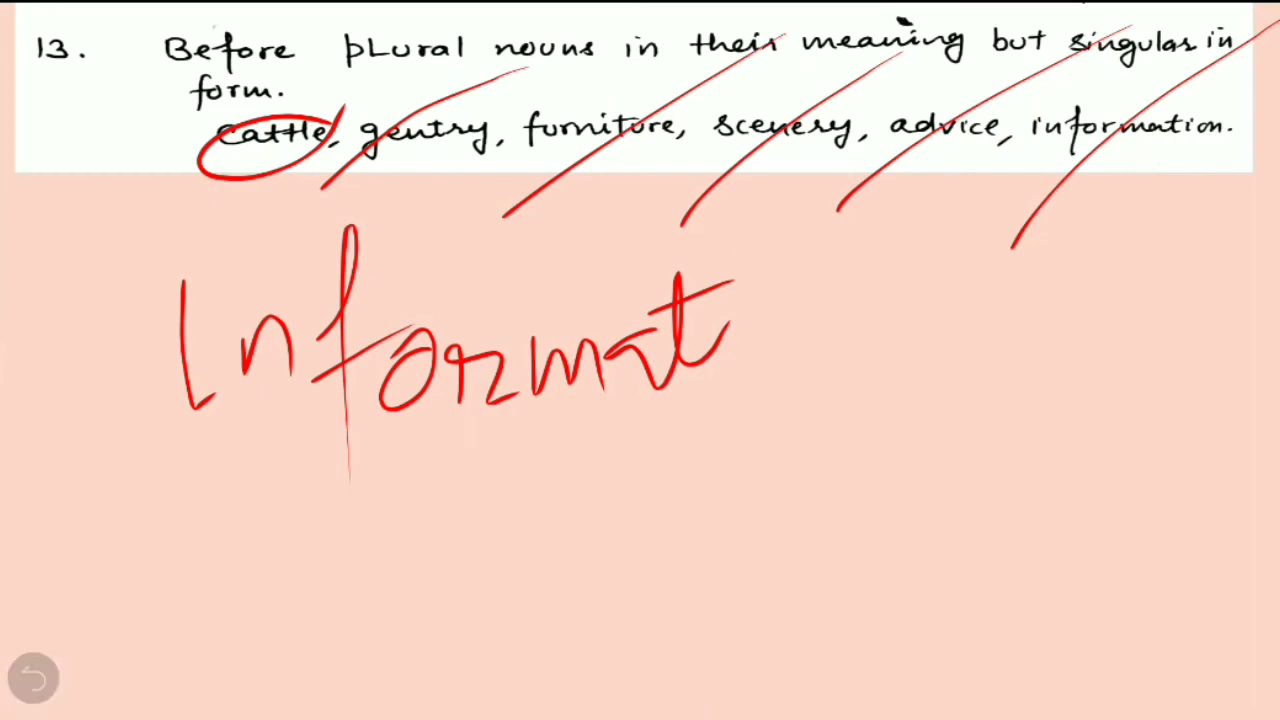 13. Before plural nouns in their meaning but singular in
form.
cattle, gentry, furniture, scenery, advice, information.
Informat